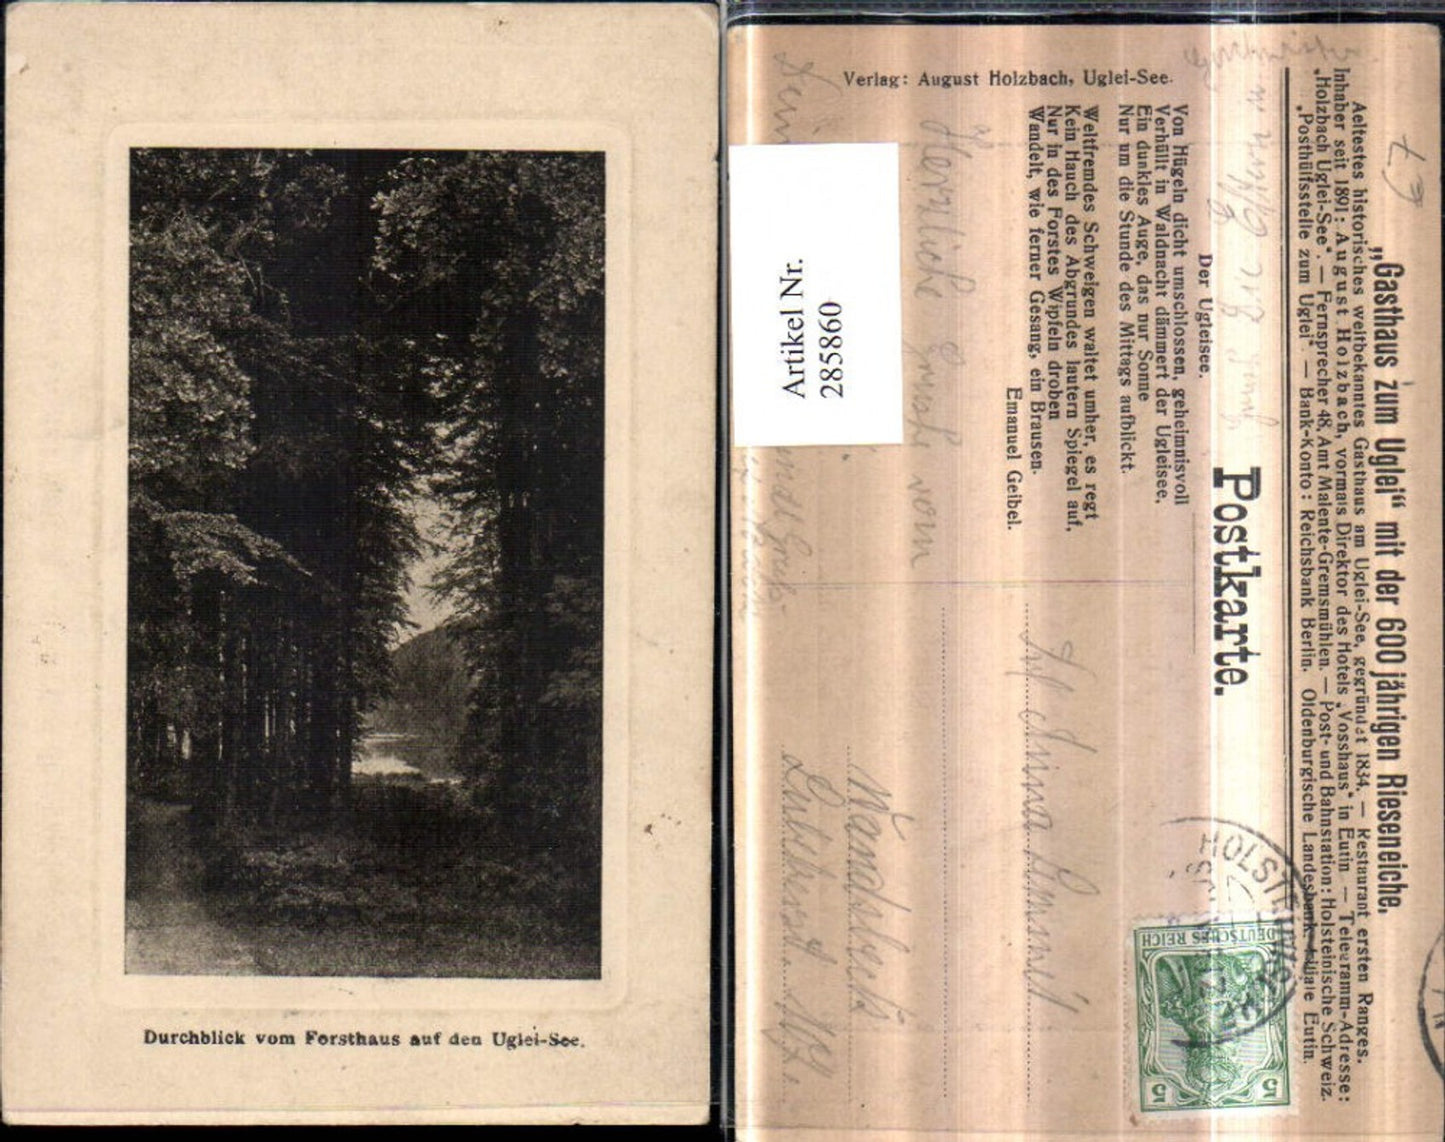 Durchblick vom Forsthaus auf den Uglei-See.
„Gasthaus zum Uglei“ mit der 600 jährigen Rieseneiche.
Aeltestes historisches weltbekanntes Gasthaus am Uglei-See, gegründet 1834. — Restaurant ersten Ranges.
Inhaber seit 1891: August Holzbach, vormals Direktor des Hotels „Vosshaus“ in Eutin — Telegramm-Adresse:
„Holzbach Uglei-See“. — Fernsprecher 48, Amt Malente-Gremsmühlen. — Post- und Bahnstation: Holsteinische Schweiz.
„Posthülfsstelle zum Uglei“. — Bank-Konto: Reichsbank Berlin. Oldenburgische Landesbank, Filiale Eutin.
Postkarte.
Der Ugleisee.
Von Hügeln dicht umschlossen, geheimnisvoll
Verhüllt in Waldnacht dämmert der Ugleisee,
Ein dunkles Auge, das nur Sonne
Nur um die Stunde des Mittags aufblickt.
Weltfremdes Schweigen waltet umher, es regt
Kein Hauch des Abgrundes lautern Spiegel auf,
Nur in des Forstes Wipfeln droben
Wandelt, wie ferner Gesang, ein Brausen.
Emanuel Geibel.
Verlag: August Holzbach, Uglei-See.
Herzliche Grüsse vom
Wandsbeck
DEUTSCHES REICH
5 5
Artikel Nr.
285860